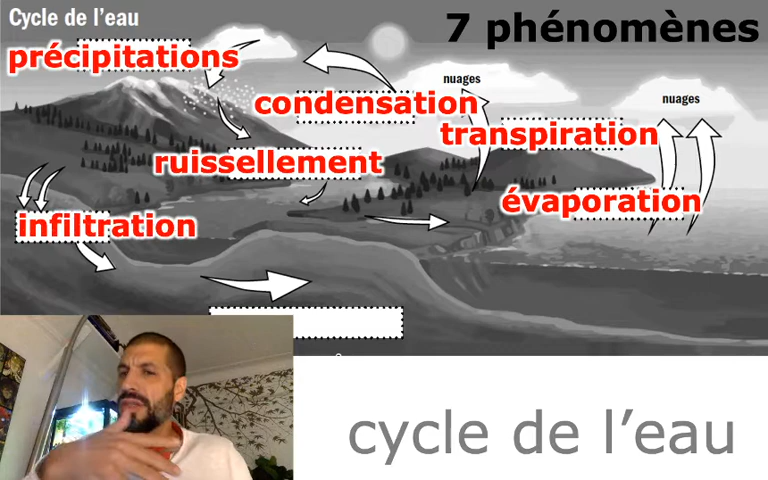 Cycle de l'eau
7 phénomènes
précipitations
nuages
condensation
nuages
transpiration
ruissellement
évaporation
infiltration
cycle de l'eau